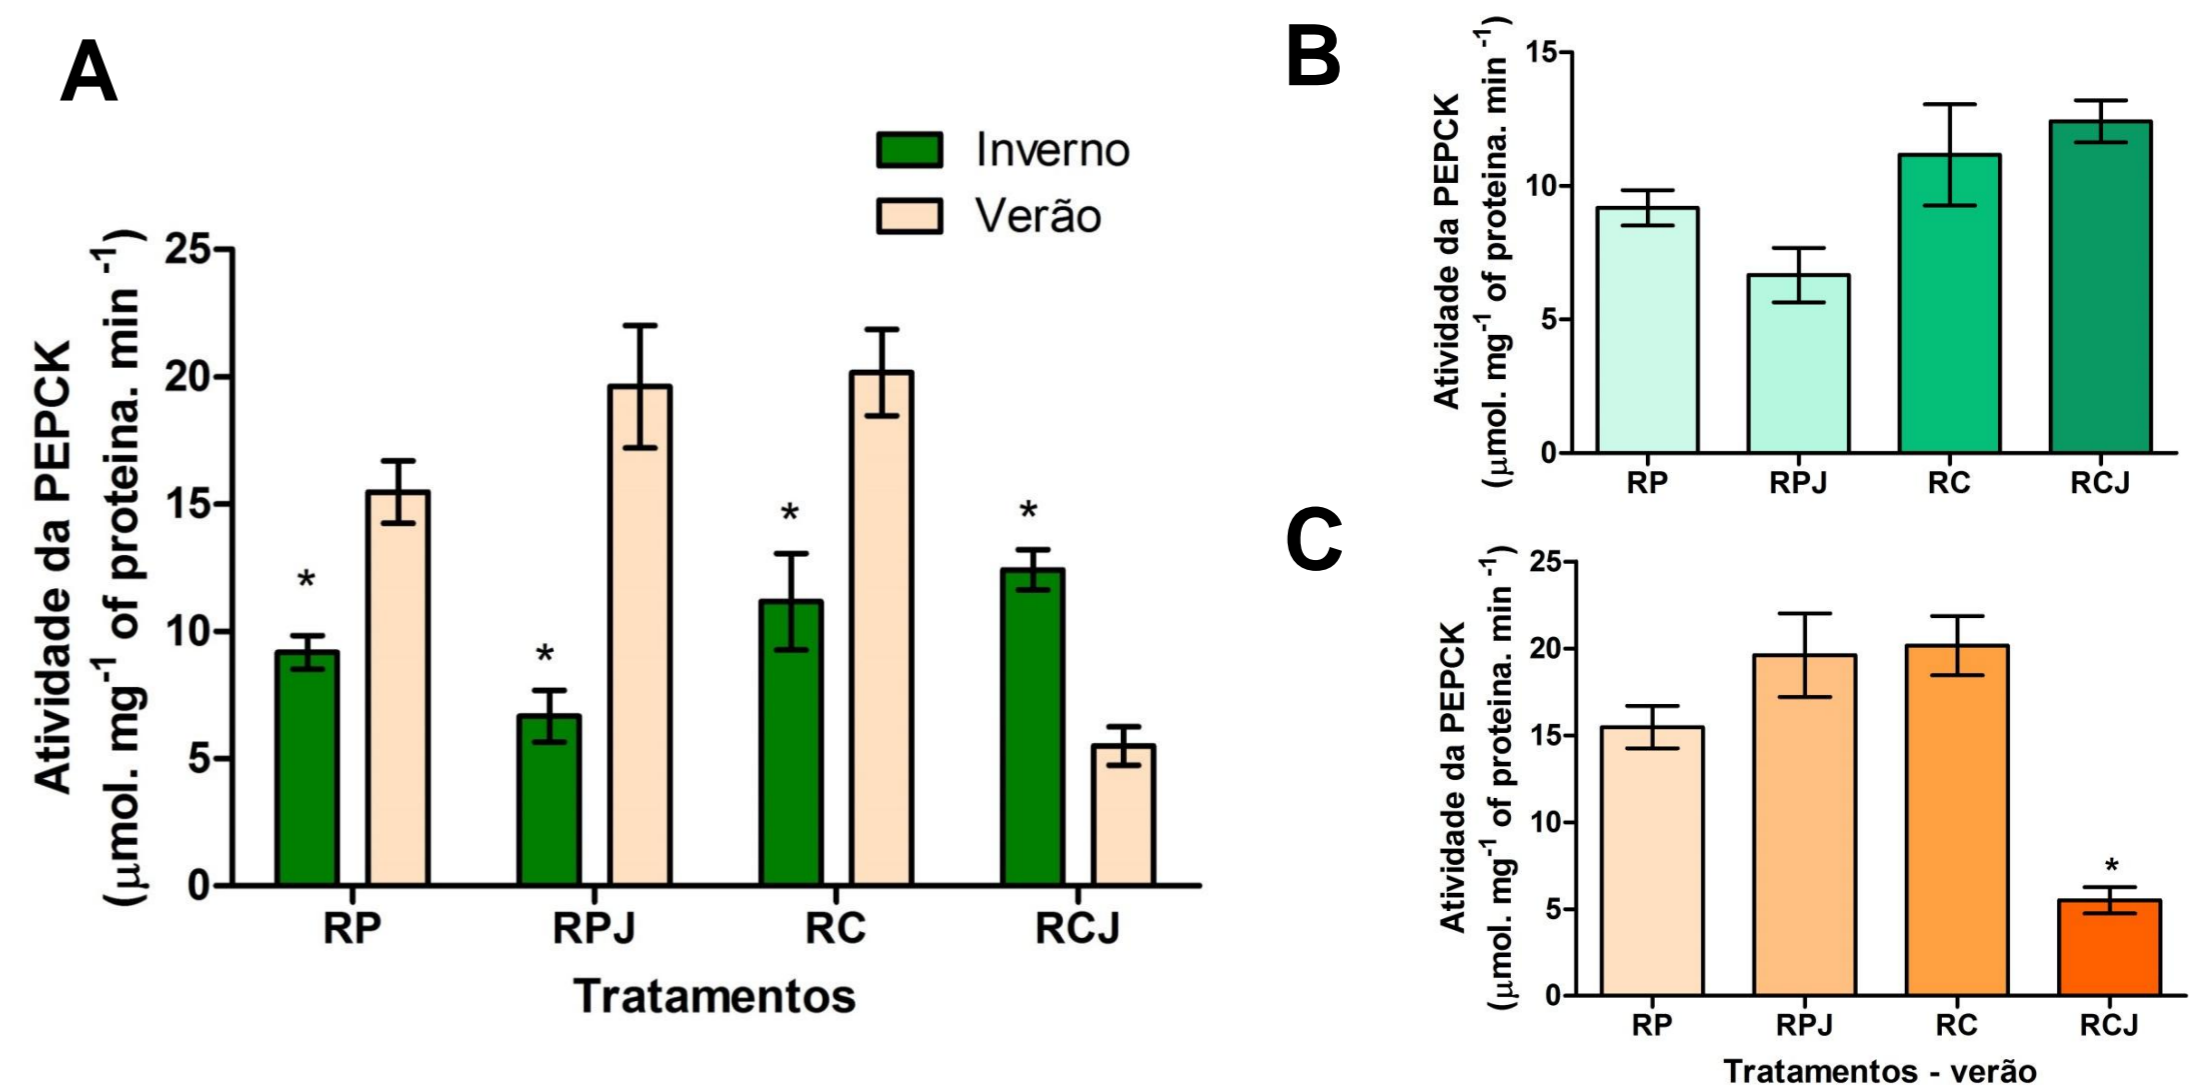 A
Inverno
Verão
Atividade da PEPCK
(μmol. mg⁻¹ of proteina. min ⁻¹)
25
20
15
10
5
0
*
*
*
*
RP RPJ RC RCJ
Tratamentos
B
Atividade da PEPCK
(μmol. mg⁻¹ of proteina. min ⁻¹)
15
10
5
0
RP RPJ RC RCJ
C
Atividade da PEPCK
(μmol. mg⁻¹ of proteina. min ⁻¹)
25
20
15
10
5
0
*
RP RPJ RC RCJ
Tratamentos - verão